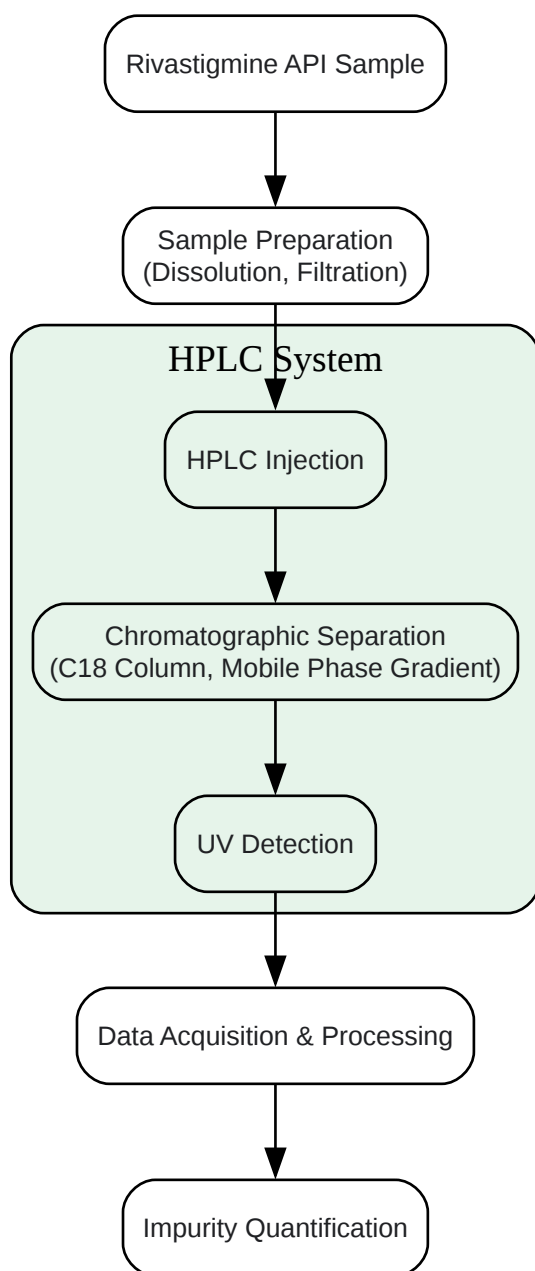 Rivastigmine API Sample
Sample Preparation
(Dissolution, Filtration)
HPLC System
HPLC Injection
Chromatographic Separation
(C18 Column, Mobile Phase Gradient)
UV Detection
Data Acquisition & Processing
Impurity Quantification